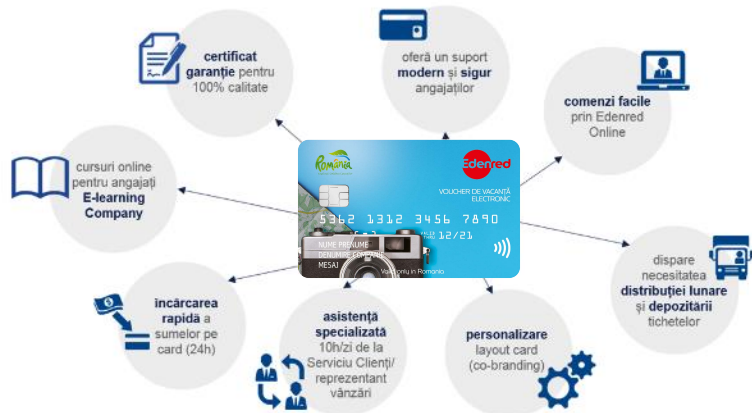 certificat
garanție pentru
100% calitate
oferă un suport
modern și sigur
angajaților
comenzi facile
prin Edenred
Online
cursuri online
pentru angajați
E-learning
Company
România
Edenred
VOUCHER DE VACANȚĂ
ELECTRONIC
5362 1312 3456 7890
12/21
NUME PRENUME
DENUMIRE COMPANIE
MESAJ
Valid only in Romania
dispare
necesitatea
distribuției lunare
și depozitării
tichetelor
încărcarea
rapidă a
sumelor pe
card (24h)
asistență
specializată
10h/zi de la
Serviciu Clienți/
reprezentant
vânzări
personalizare
layout card
(co-branding)